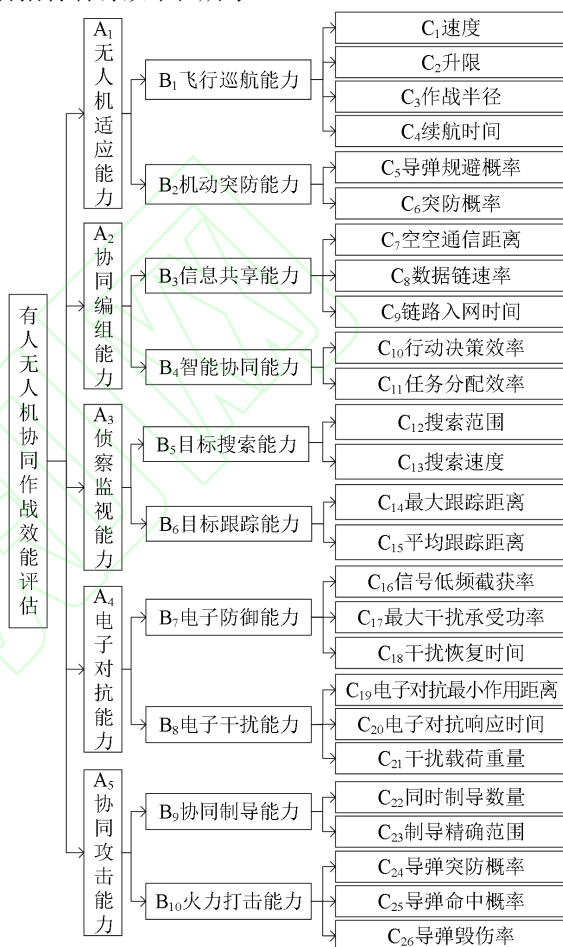 有人无人机协同作战效能评估
A₁无人机适应能力
B₁飞行巡航能力
C₁速度
C₂升限
C₃作战半径
C₄续航时间
B₂机动突防能力
C₅导弹规避概率
C₆突防概率
A₂协同编组能力
B₃信息共享能力
C₇空空通信距离
C₈数据链速率
C₉链路入网时间
B₄智能协同能力
C₁₀行动决策效率
C₁₁任务分配效率
A₃侦察监视能力
B₅目标搜索能力
C₁₂搜索范围
C₁₃搜索速度
B₆目标跟踪能力
C₁₄最大跟踪距离
C₁₅平均跟踪距离
A₄电子对抗能力
B₇电子防御能力
C₁₆信号低频截获率
C₁₇最大干扰承受功率
C₁₈干扰恢复时间
B₈电子干扰能力
C₁₉电子对抗最小作用距离
C₂₀电子对抗响应时间
C₂₁干扰载荷重量
A₅协同攻击能力
B₉协同制导能力
C₂₂同时制导数量
C₂₃制导精确范围
B₁₀火力打击能力
C₂₄导弹突防概率
C₂₅导弹命中概率
C₂₆导弹毁伤率